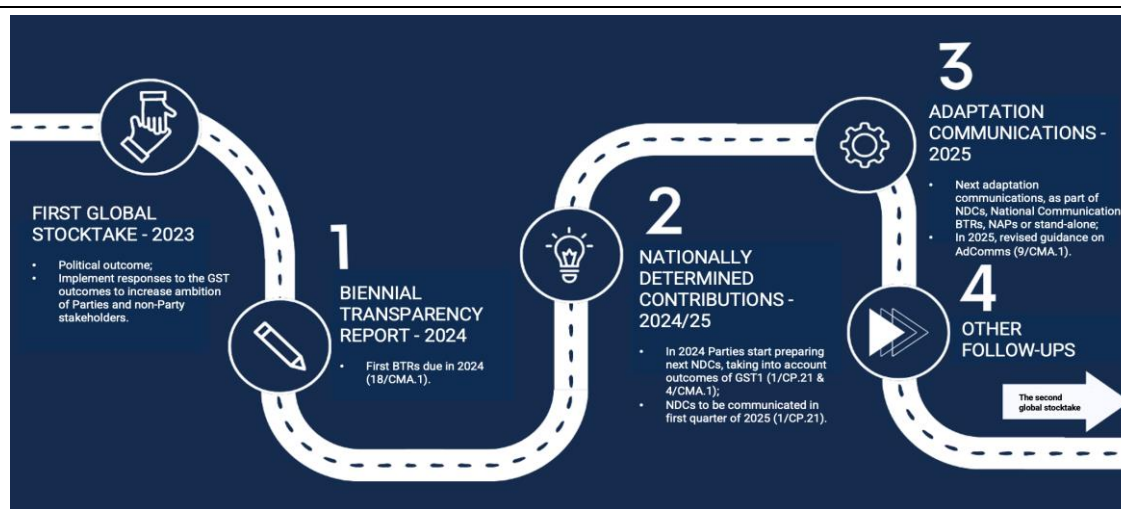 FIRST GLOBAL
STOCKTAKE - 2023
• Political outcome;
• Implement responses to the GST
outcomes to increase ambition
of Parties and non-Party
stakeholders.
1
BIENNIAL
TRANSPARENCY
REPORT - 2024
• First BTRs due in 2024
(18/CMA.1).
2
NATIONALLY
DETERMINED
CONTRIBUTIONS -
2024/25
• In 2024 Parties start preparing
next NDCs, taking into account
outcomes of GST1 (1/CP.21 &
4/CMA.1);
• NDCs to be communicated in
first quarter of 2025 (1/CP.21).
3
ADAPTATION
COMMUNICATIONS -
2025
• Next adaptation
communications, as part of
NDCs, National Communication
BTRs, NAPs or stand-alone;
• In 2025, revised guidance on
AdComms (9/CMA.1).
4
OTHER
FOLLOW-UPS
The second
global stocktake